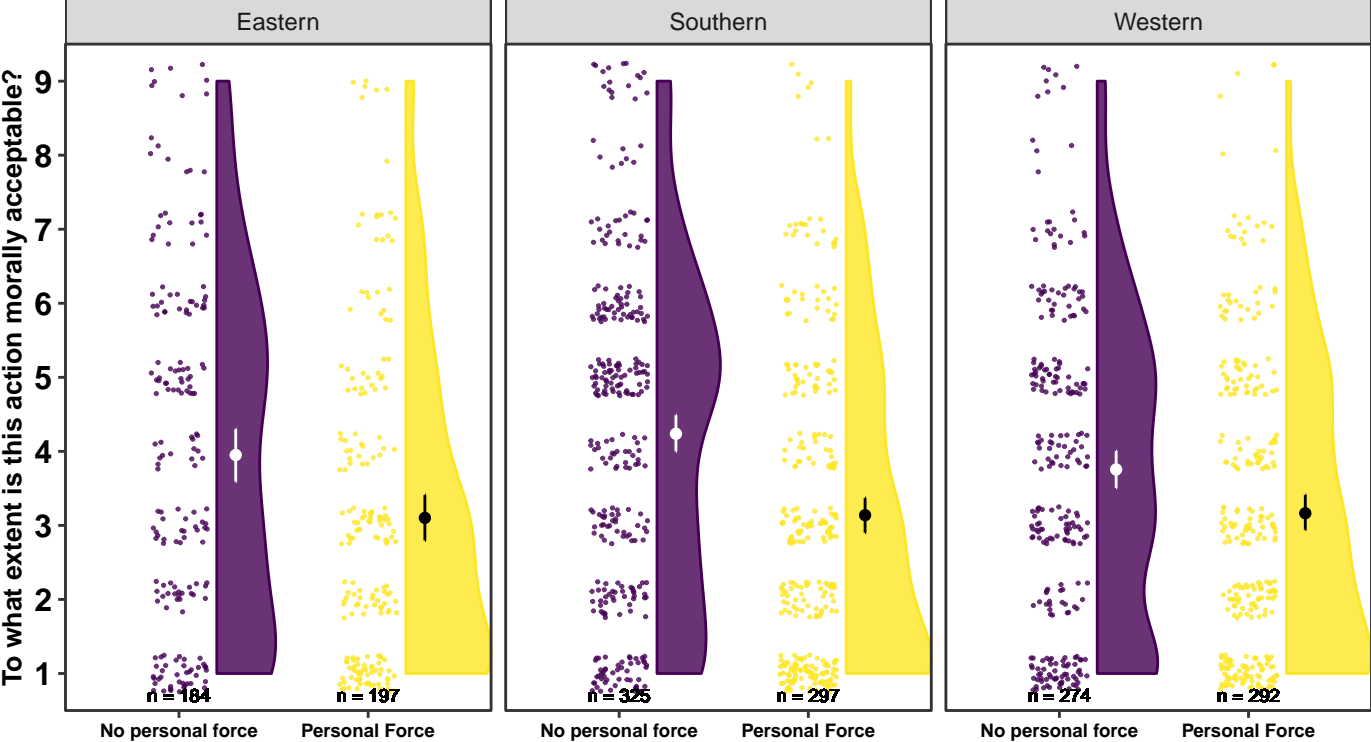 Eastern
Southern
Western
To what extent is this action morally acceptable?
9
8
7
6
5
4
3
2
1
n = 184
n = 197
n = 325
n = 297
n = 274
n = 292
No personal force
Personal Force
No personal force
Personal Force
No personal force
Personal Force